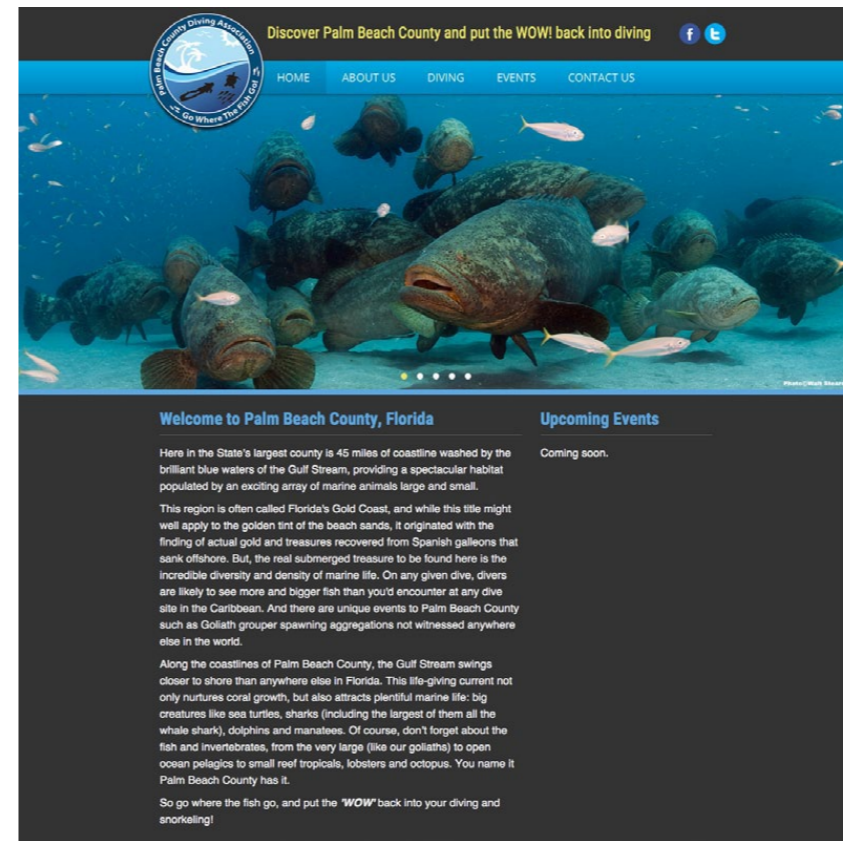 Palm Beach County Diving Association
Go Where The Fish Go!
Discover Palm Beach County and put the WOW! back into diving
HOME ABOUT US DIVING EVENTS CONTACT US
Welcome to Palm Beach County, Florida
Here in the State's largest county is 45 miles of coastline washed by the
brilliant blue waters of the Gulf Stream, providing a spectacular habitat
populated by an exciting array of marine animals large and small.
This region is often called Florida's Gold Coast, and while this title might
well apply to the golden tint of the beach sands, it originated with the
finding of actual gold and treasures recovered from Spanish galleons that
sank offshore. But, the real submerged treasure to be found here is the
incredible diversity and density of marine life. On any given dive, divers
are likely to see more and bigger fish than you'd encounter at any dive
site in the Caribbean. And there are unique events to Palm Beach County
such as Goliath grouper spawning aggregations not witnessed anywhere
else in the world.
Along the coastlines of Palm Beach County, the Gulf Stream swings
closer to shore than anywhere else in Florida. This life-giving current not
only nurtures coral growth, but also attracts plentiful marine life: big
creatures like sea turtles, sharks (including the largest of them all the
whale shark), dolphins and manatees. Of course, don't forget about the
fish and invertebrates, from the very large (like our goliaths) to open
ocean pelagics to small reef tropicals, lobsters and octopus. You name it
Palm Beach County has it.
So go where the fish go, and put the "WOW" back into your diving and
snorkeling!
Upcoming Events
Coming soon.